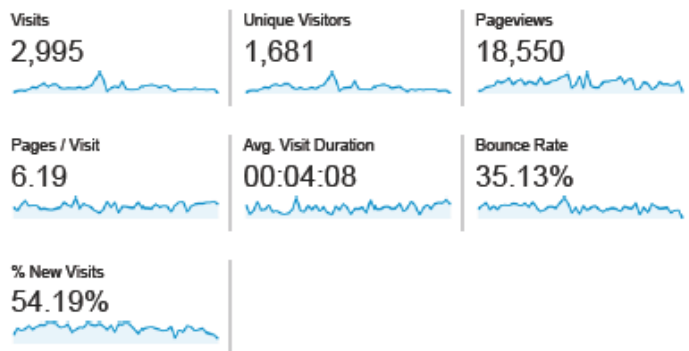 Visits
2,995
Unique Visitors
1,681
Pageviews
18,550
Pages / Visit
6.19
Avg. Visit Duration
00:04:08
Bounce Rate
35.13%
% New Visits
54.19%